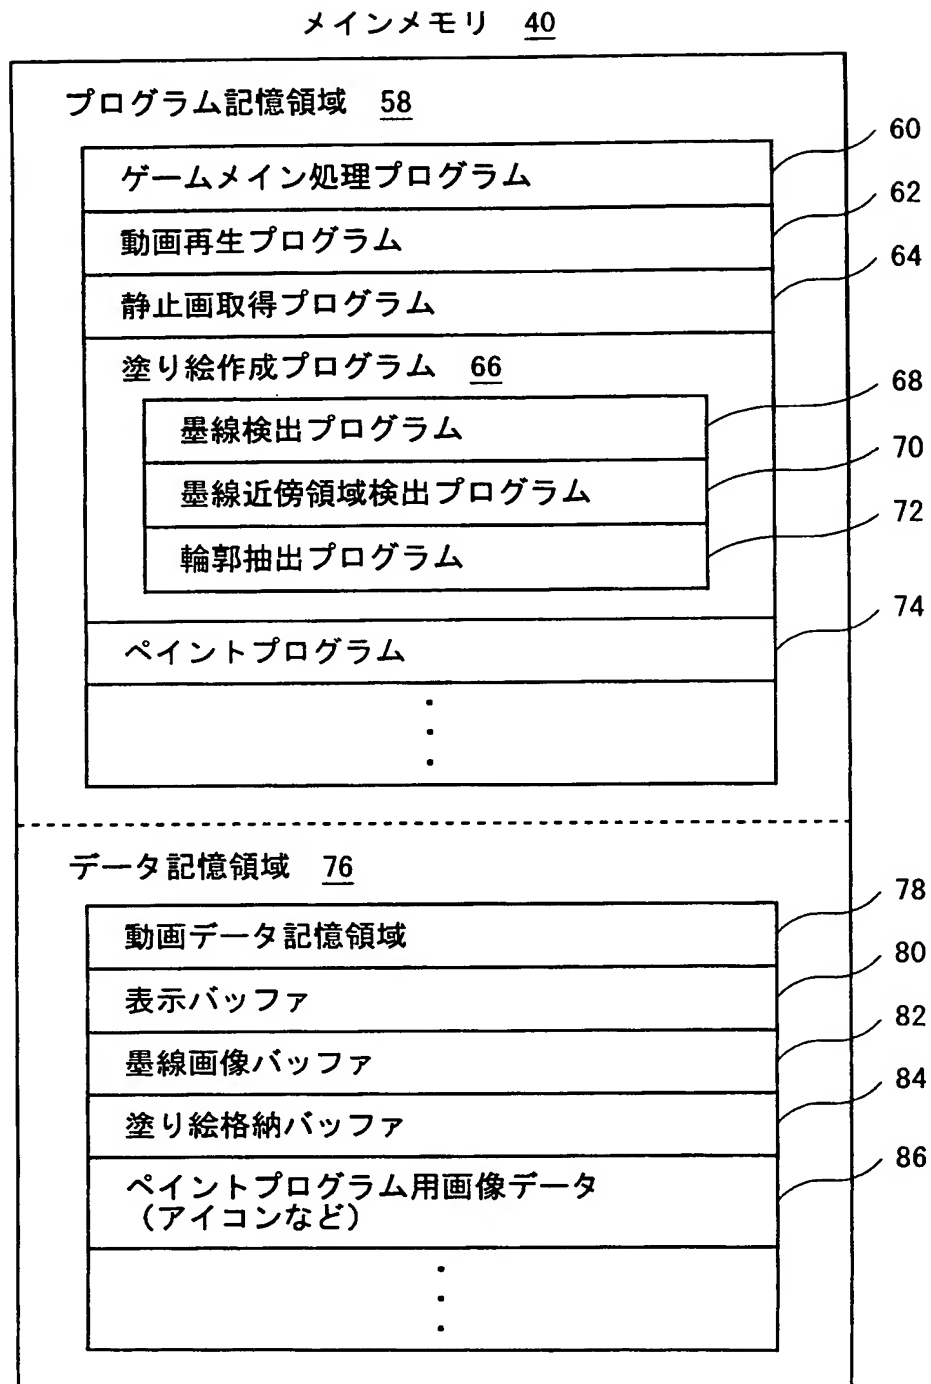 メインメモリ 40
プログラム記憶領域 58
ゲームメイン処理プログラム 60
動画再生プログラム 62
静止画取得プログラム 64
塗り絵作成プログラム 66
墨線検出プログラム 68
墨線近傍領域検出プログラム 70
輪郭抽出プログラム 72
ペイントプログラム 74
データ記憶領域 76
動画データ記憶領域 78
表示バッファ 80
墨線画像バッファ 82
塗り絵格納バッファ 84
ペイントプログラム用画像データ 86
(アイコンなど)